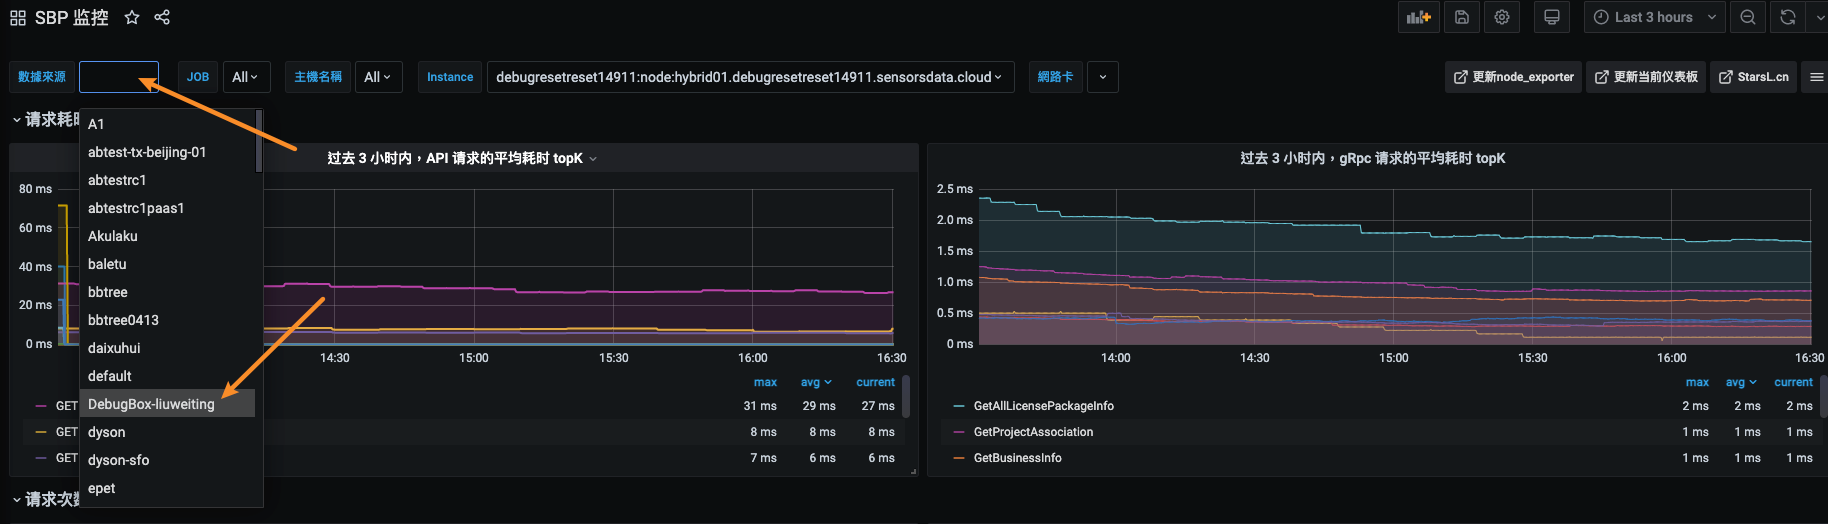 SBP 监控
Last 3 hours
數據來源
JOB
All
主機名稱
All
Instance
debugresetreset14911:node:hybrid01.debugresetreset14911.sensorsdata.cloud
網路卡
更新node_exporter
更新当前仪表板
StarsL.cn
A1
abtest-tx-beijing-01
abtestrc1
abtestrc1paas1
Akulaku
baletu
bbtree
bbtree0413
daixuhui
default
DebugBox-liuweiting
dyson
dyson-sfo
epet
请求耗
过去 3 小时内，API 请求的平均耗时 topK
80 ms
60 ms
40 ms
20 ms
0 ms
14:30
15:00
15:30
16:00
16:30
max avg current
GET 31 ms 29 ms 27 ms
GET 8 ms 8 ms 8 ms
GET 7 ms 6 ms 6 ms
过去 3 小时内，gRpc 请求的平均耗时 topK
2.5 ms
2.0 ms
1.5 ms
1.0 ms
0.5 ms
0 ms
14:00
14:30
15:00
15:30
16:00
16:30
max avg current
GetAllLicensePackageInfo 2 ms 2 ms 2 ms
GetProjectAssociation 1 ms 1 ms 1 ms
GetBusinessInfo 1 ms 1 ms 1 ms
请求次